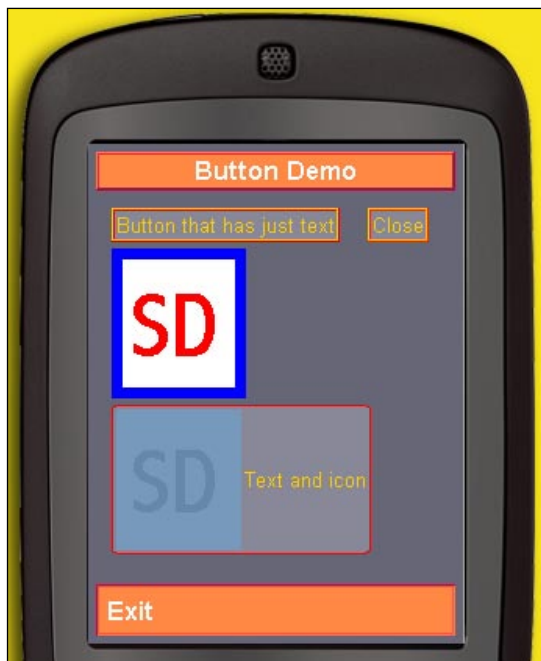 Button Demo
Button that has just text Close
SD
SD Text and icon
Exit